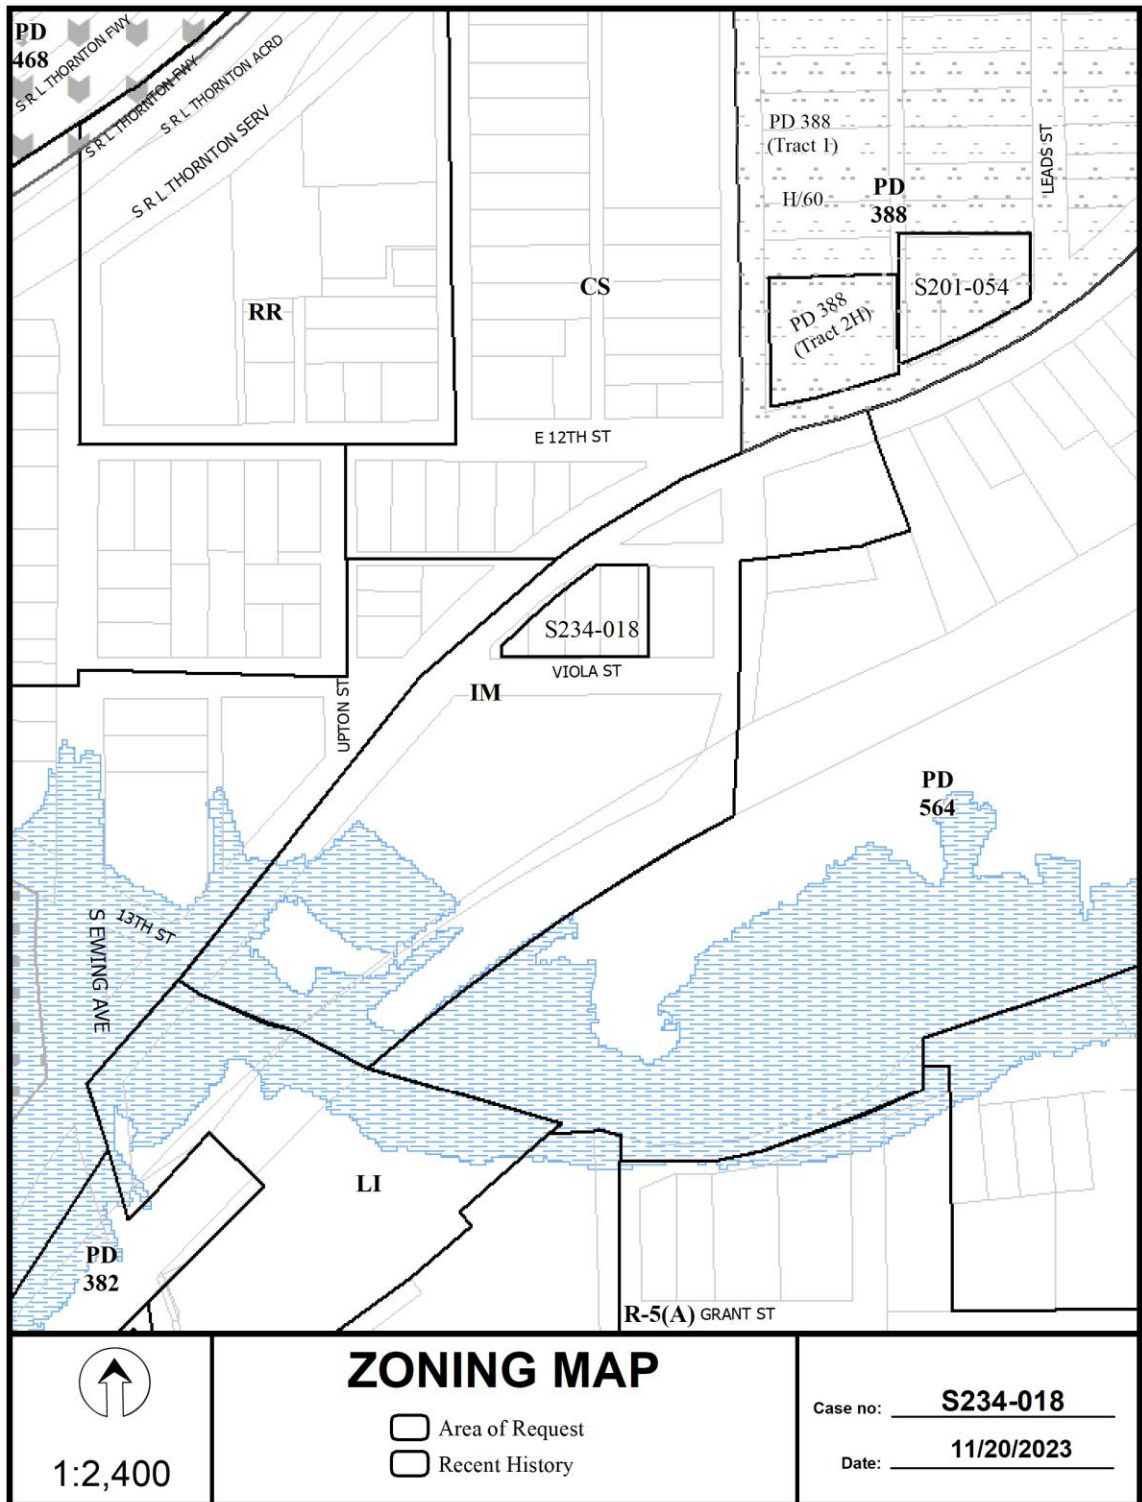 PD
468
S R L THORNTON FWY
S R L THORNTON FWY
S R L THORNTON ACRD
S R L THORNTON SERV
PD 388
(Tract 1)
H/60
PD
388
LEADS ST
S201-054
PD 388
(Tract 2H)
CS
RR
E 12TH ST
S234-018
VIOLA ST
IM
UPTON ST
PD
564
13TH ST
S EWING AVE
LI
PD
382
R-5(A)
GRANT ST
1:2,400
ZONING MAP
Area of Request
Recent History
Case no: S234-018
Date: 11/20/2023